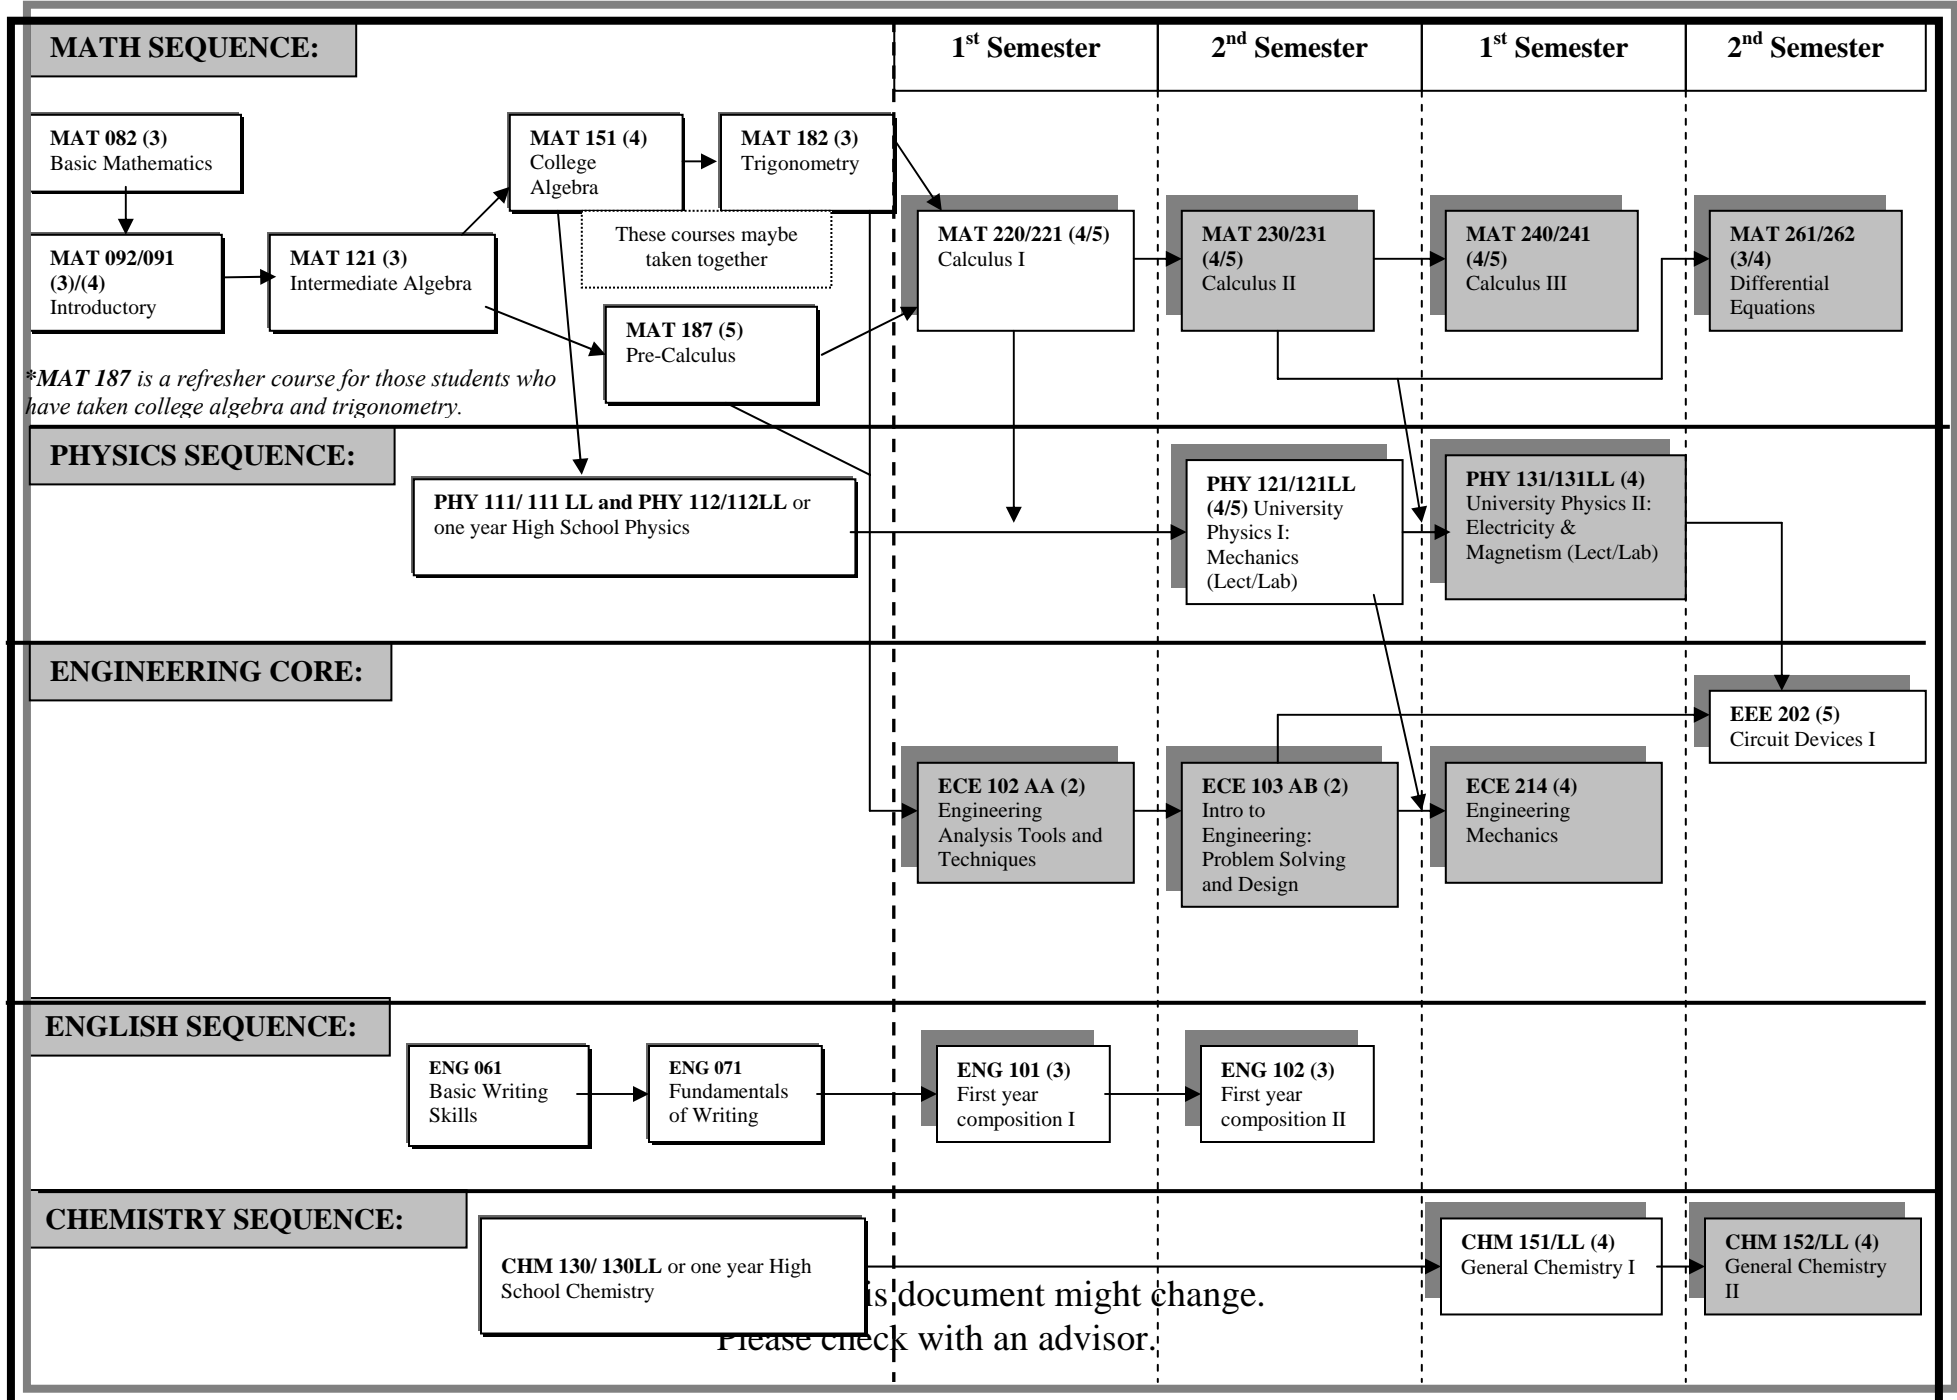 MATH SEQUENCE:
1st Semester
2nd Semester
1st Semester
2nd Semester
MAT 082 (3)
Basic Mathematics
MAT 151 (4)
College
Algebra
MAT 182 (3)
Trigonometry
These courses maybe
taken together
MAT 092/091
(3)/(4)
Introductory
MAT 121 (3)
Intermediate Algebra
MAT 187 (5)
Pre-Calculus
MAT 220/221 (4/5)
Calculus I
MAT 230/231
(4/5)
Calculus II
MAT 240/241
(4/5)
Calculus III
MAT 261/262
(3/4)
Differential
Equations
*MAT 187 is a refresher course for those students who
have taken college algebra and trigonometry.
PHYSICS SEQUENCE:
PHY 111/ 111 LL and PHY 112/112LL or
one year High School Physics
PHY 121/121LL
(4/5) University
Physics I:
Mechanics
(Lect/Lab)
PHY 131/131LL (4)
University Physics II:
Electricity &
Magnetism (Lect/Lab)
ENGINEERING CORE:
EEE 202 (5)
Circuit Devices I
ECE 102 AA (2)
Engineering
Analysis Tools and
Techniques
ECE 103 AB (2)
Intro to
Engineering:
Problem Solving
and Design
ECE 214 (4)
Engineering
Mechanics
ENGLISH SEQUENCE:
ENG 061
Basic Writing
Skills
ENG 071
Fundamentals
of Writing
ENG 101 (3)
First year
composition I
ENG 102 (3)
First year
composition II
CHEMISTRY SEQUENCE:
CHM 130/ 130LL or one year High
School Chemistry
CHM 151/LL (4)
General Chemistry I
CHM 152/LL (4)
General Chemistry
II
is document might change.
Please check with an advisor.